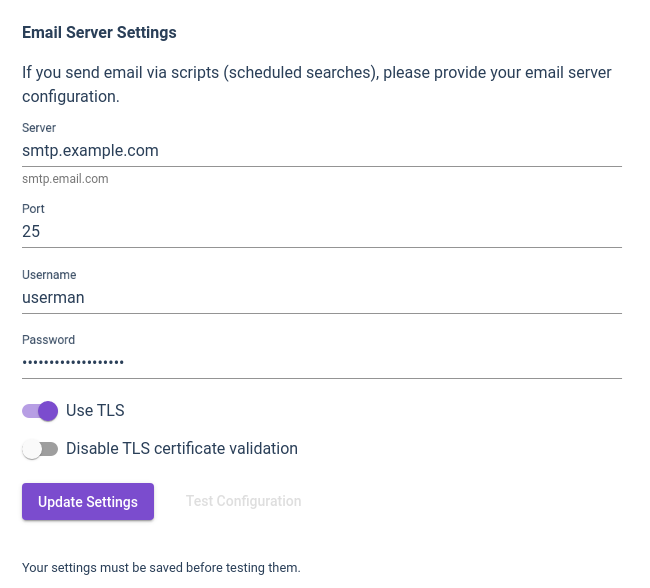 Email Server Settings
If you send email via scripts (scheduled searches), please provide your email server
configuration.
Server
smtp.example.com
smtp.email.com
Port
25
Username
userman
Password
•••••••••••••••••••
Use TLS
Disable TLS certificate validation
Update Settings
Test Configuration
Your settings must be saved before testing them.